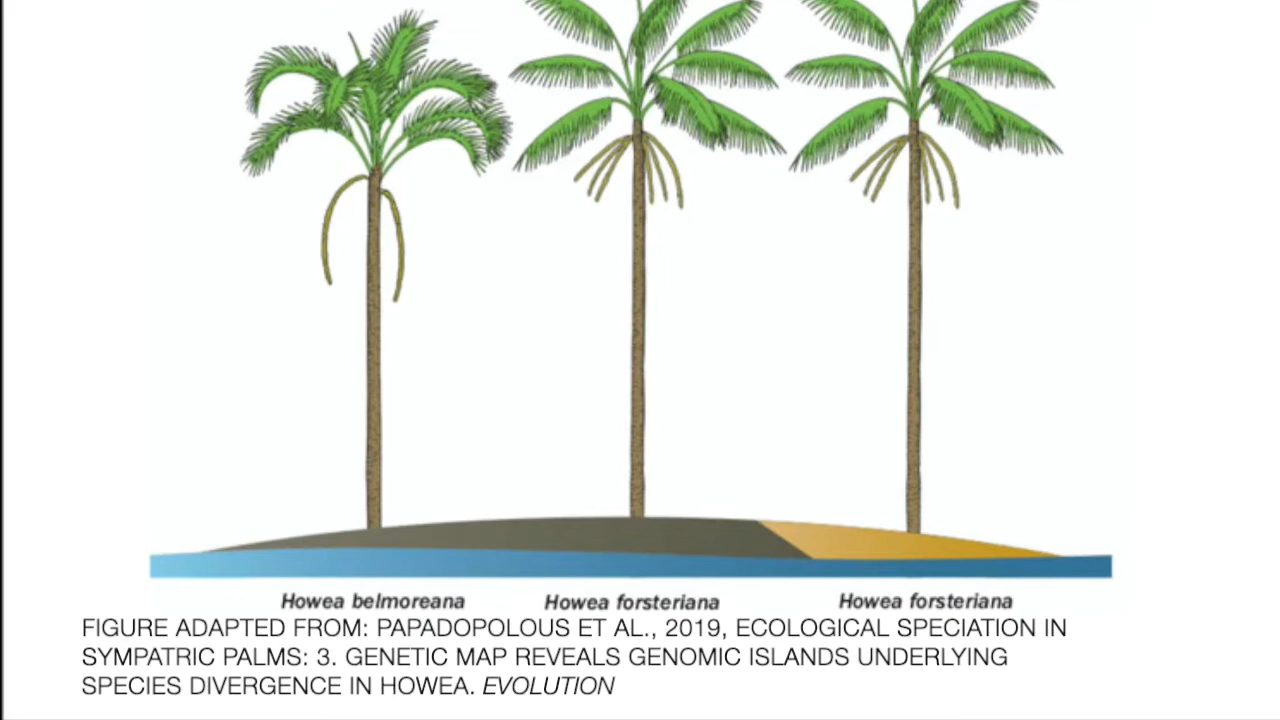 Howea belmoreana Howea forsteriana Howea forsteriana
FIGURE ADAPTED FROM: PAPADOPOLOUS ET AL., 2019, ECOLOGICAL SPECIATION IN
SYMPATRIC PALMS: 3. GENETIC MAP REVEALS GENOMIC ISLANDS UNDERLYING
SPECIES DIVERGENCE IN HOWEA. EVOLUTION